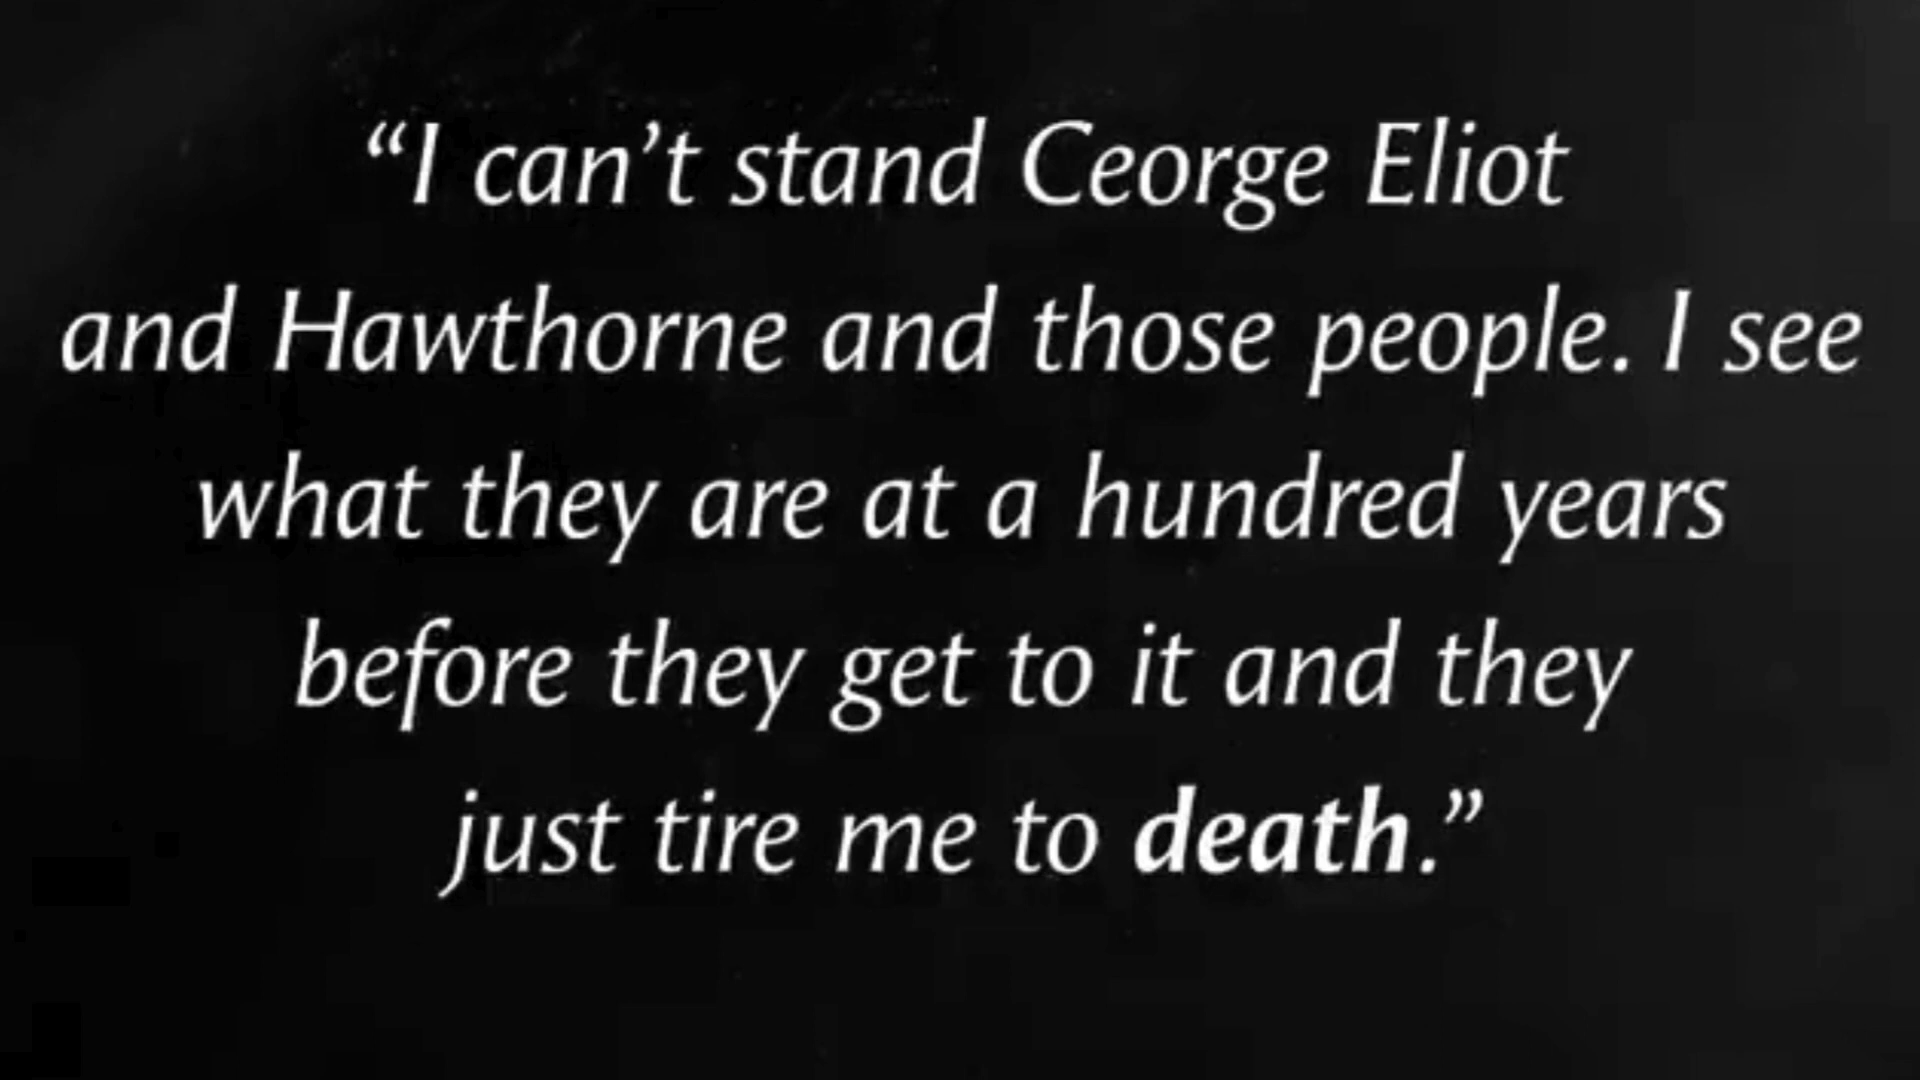 “I can’t stand Ceorge Eliot
and Hawthorne and those people. I see
what they are at a hundred years
before they get to it and they
just tire me to death.”